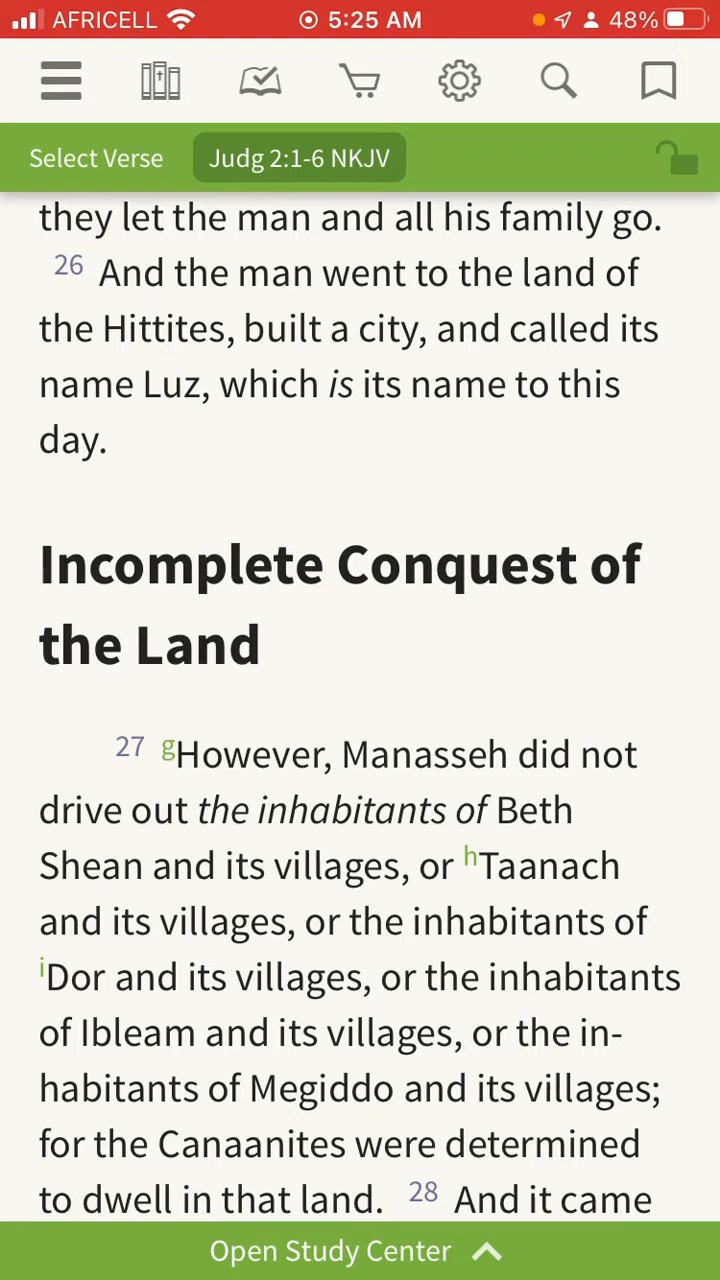 AFRICELL 5:25 AM 48%
Select Verse Judg 2:1-6 NKJV
they let the man and all his family go.
26 And the man went to the land of
the Hittites, built a city, and called its
name Luz, which is its name to this
day.
Incomplete Conquest of
the Land
27 gHowever, Manasseh did not
drive out the inhabitants of Beth
Shean and its villages, or hTaanach
and its villages, or the inhabitants of
iDor and its villages, or the inhabitants
of Ibleam and its villages, or the in-
habitants of Megiddo and its villages;
for the Canaanites were determined
to dwell in that land. 28 And it came
Open Study Center